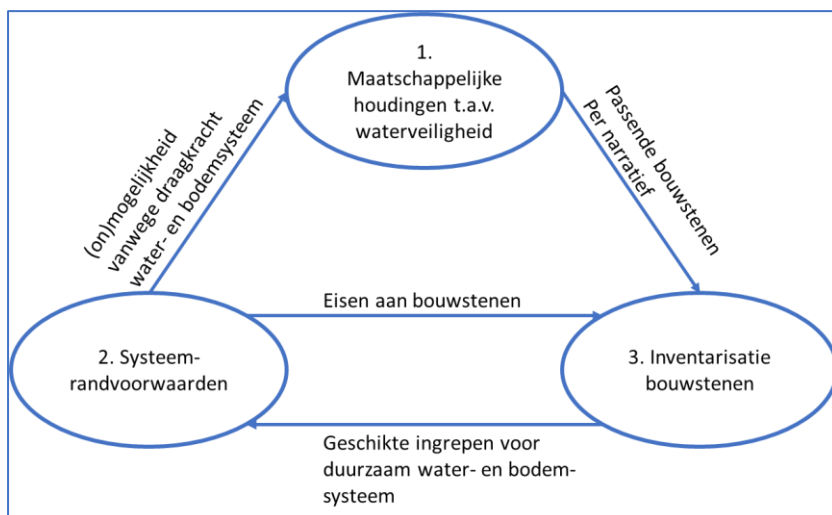 1.
Maatschappelijke
houdingen t.a.v.
waterveiligheid
(on)mogelijkheid
vanwege draagkracht
water- en bodemsysteem
Passende bouwstenen
Per narratief
Eisen aan bouwstenen
2. Systeem-
randvoorwaarden
3. Inventarisatie
bouwstenen
Geschikte ingrepen voor
duurzaam water- en bodem-
systeem